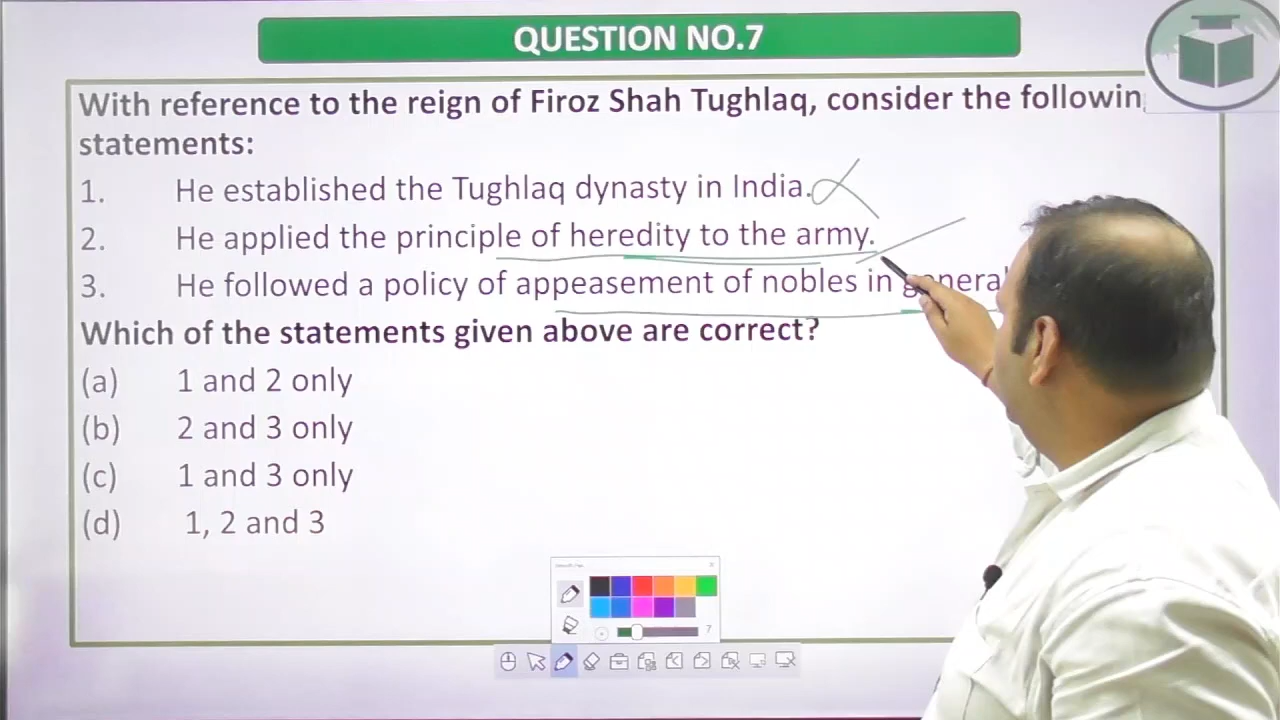 QUESTION NO.7
With reference to the reign of Firoz Shah Tughlaq, consider the
statements:
1. He established the Tughlaq dynasty in India.
2. He applied the principle of heredity to the army.
3. He followed a policy of appeasement of nobles in
Which of the statements given above are correct?
(a) 1 and 2 only
(b) 2 and 3 only
(c) 1 and 3 only
(d) 1, 2 and 3
7